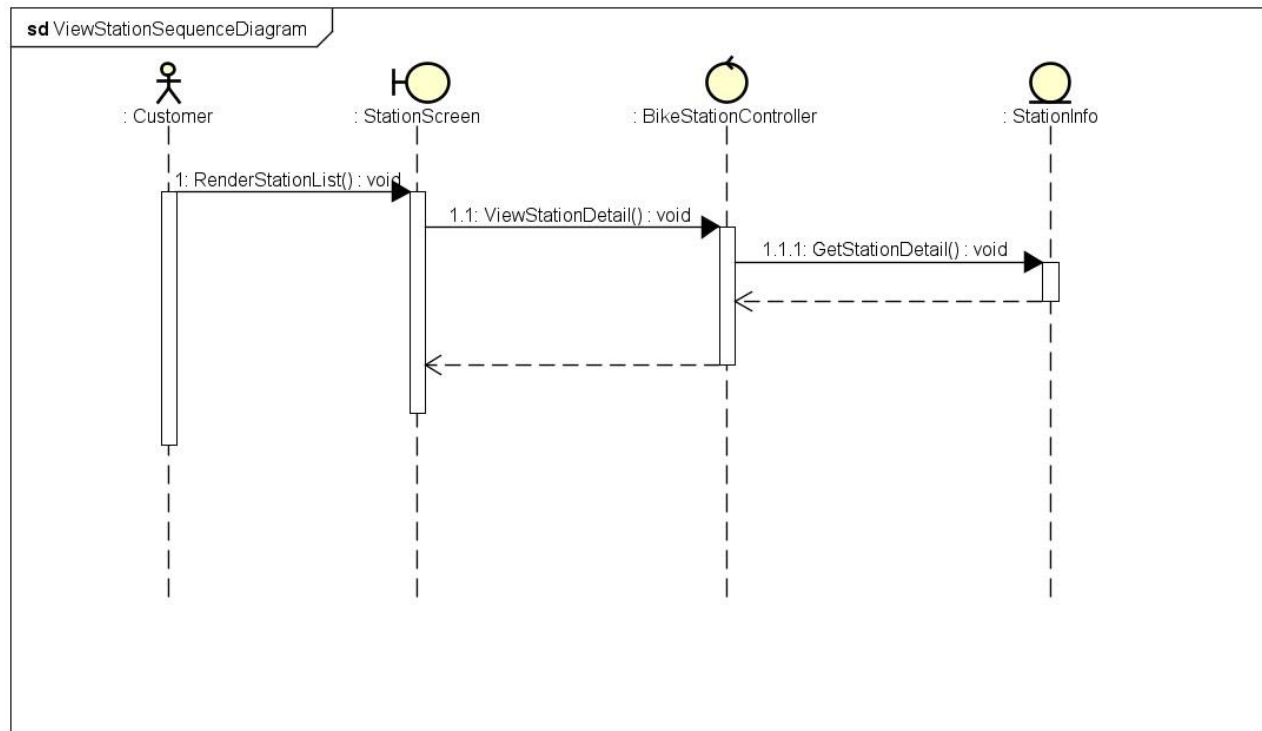 sd ViewStationSequenceDiagram
: Customer
: StationScreen
: BikeStationController
: StationInfo
1: RenderStationList() : void
1.1: ViewStationDetail() : void
1.1.1: GetStationDetail() : void